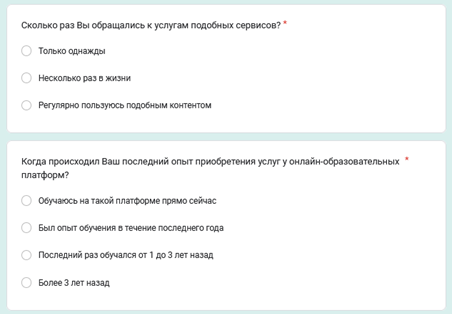 Сколько раз Вы обращались к услугам подобных сервисов? *
Только однажды
Несколько раз в жизни
Регулярно пользуюсь подобным контентом
Когда происходил Ваш последний опыт приобретения услуг у онлайн-образовательных *
платформ?
Обучаюсь на такой платформе прямо сейчас
Был опыт обучения в течение последнего года
Последний раз обучался от 1 до 3 лет назад
Более 3 лет назад